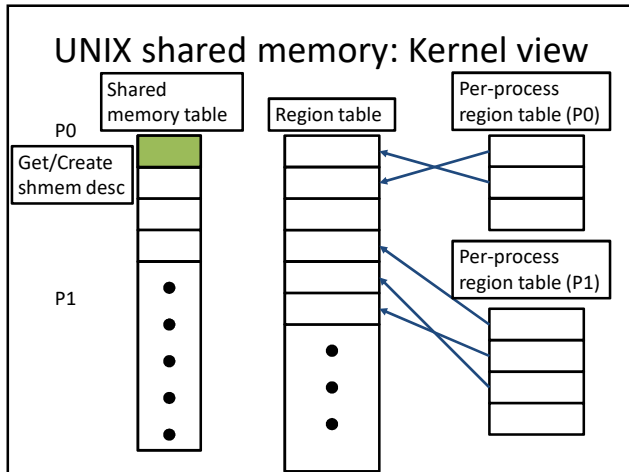 UNIX shared memory: Kernel view
Shared
memory table
Region table
Per-process
region table (P0)
P0
Get/Create
shmem desc
Per-process
region table (P1)
P1